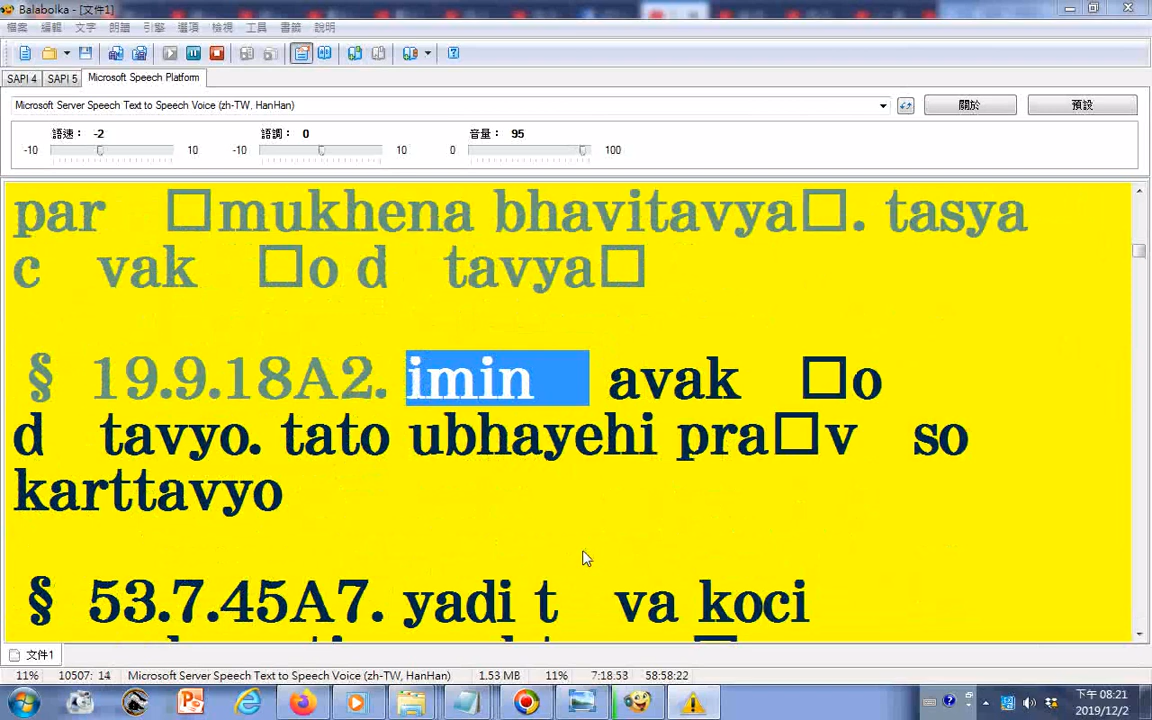 Balabolka - [文件1]
檔案 編輯 文字 朗讀 引擎 選項 檢視 工具 書籤 說明
SAPI 4 SAPI 5 Microsoft Speech Platform
Microsoft Server Speech Text to Speech Voice (zh-TW, HanHan) 關於 預設
語速： -2 語調： 0 音量： 95
-10 10 -10 10 0 100
par □mukhena bhavitavya□. tasya
c vak □o d tavya□
§ 19.9.18A2. imin avak □o
d tavyo. tato ubhayehi pra□v so
karttavyo
§ 53.7.45A7. yadi t va koci
文件1
11% 10507: 14 Microsoft Server Speech Text to Speech Voice (zh-TW, HanHan) 1.53 MB 11% 7:18.53 58:58:22
下午 08:21
2019/12/2